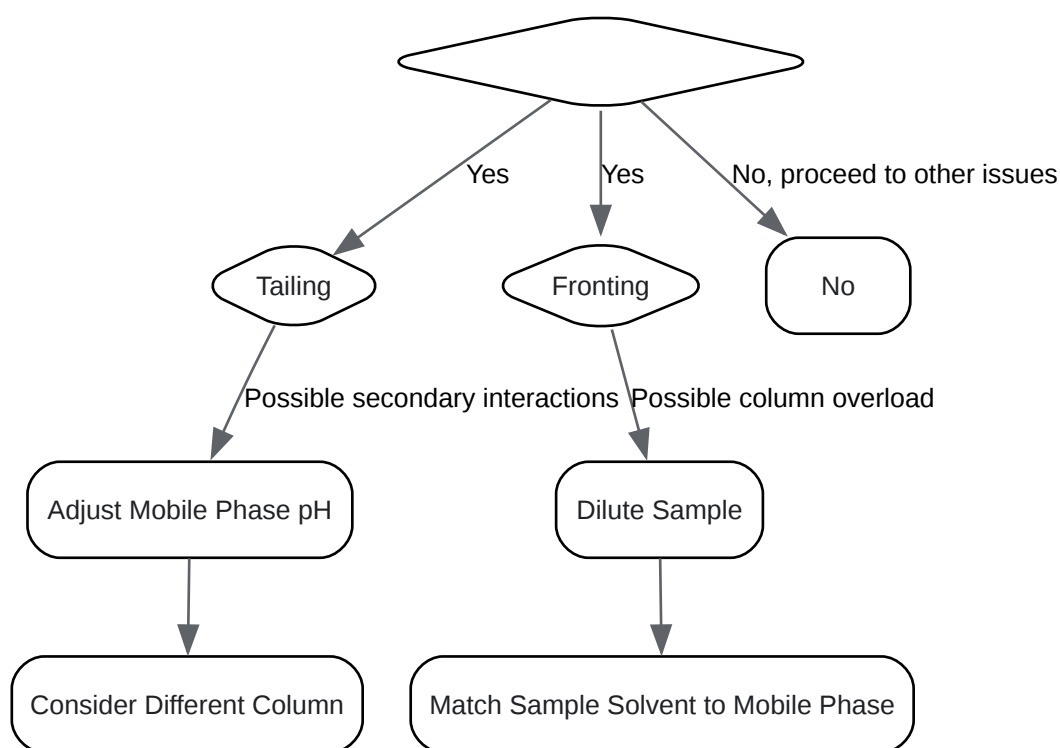 Yes
Yes
No, proceed to other issues
Tailing
Fronting
No
Possible secondary interactions
Possible column overload
Adjust Mobile Phase pH
Dilute Sample
Consider Different Column
Match Sample Solvent to Mobile Phase